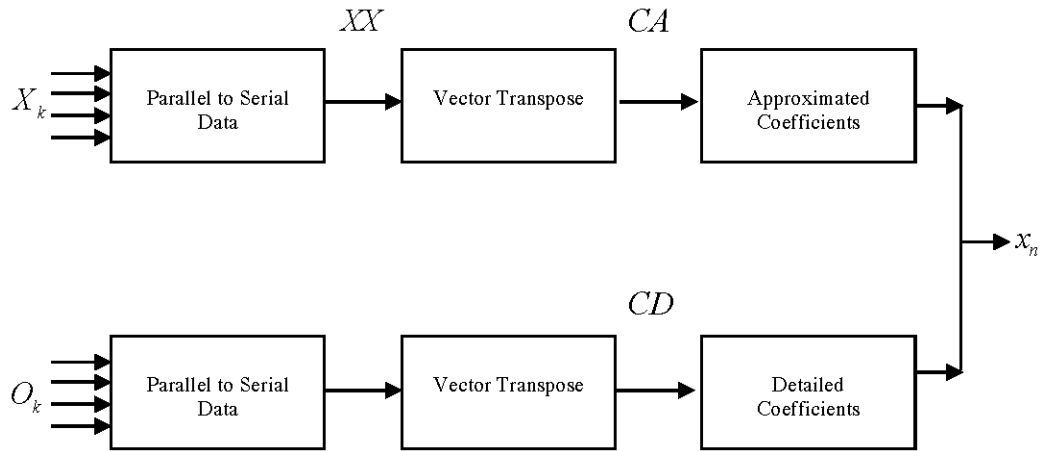 XX
CA
X_k
Parallel to Serial
Data
Vector Transpose
Approximated
Coefficients
x_n
CD
O_k
Parallel to Serial
Data
Vector Transpose
Detailed
Coefficients